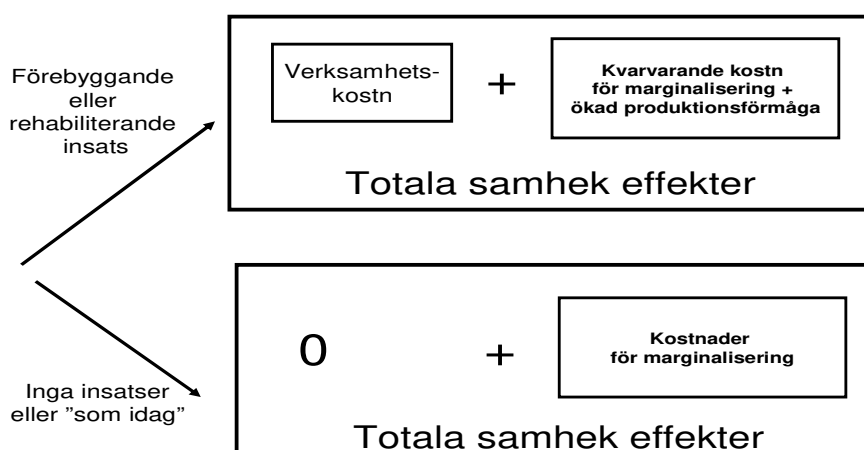 Förebyggande
eller
rehabiliterande
insats
Verksamhets-
kostn
+
Kvarvarande kostn
för marginalisering +
ökad produktionsförmåga
Totala samhek effekter
Inga insatser
eller ”som idag”
0
+
Kostnader
för marginalisering
Totala samhek effekter